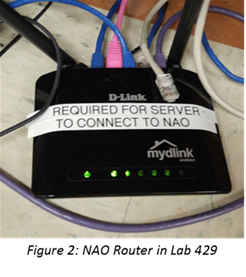 D-Link
REQUIRED FOR SERVER
TO CONNECT TO NAO
mydlink
Figure 2: NAO Router in Lab 429